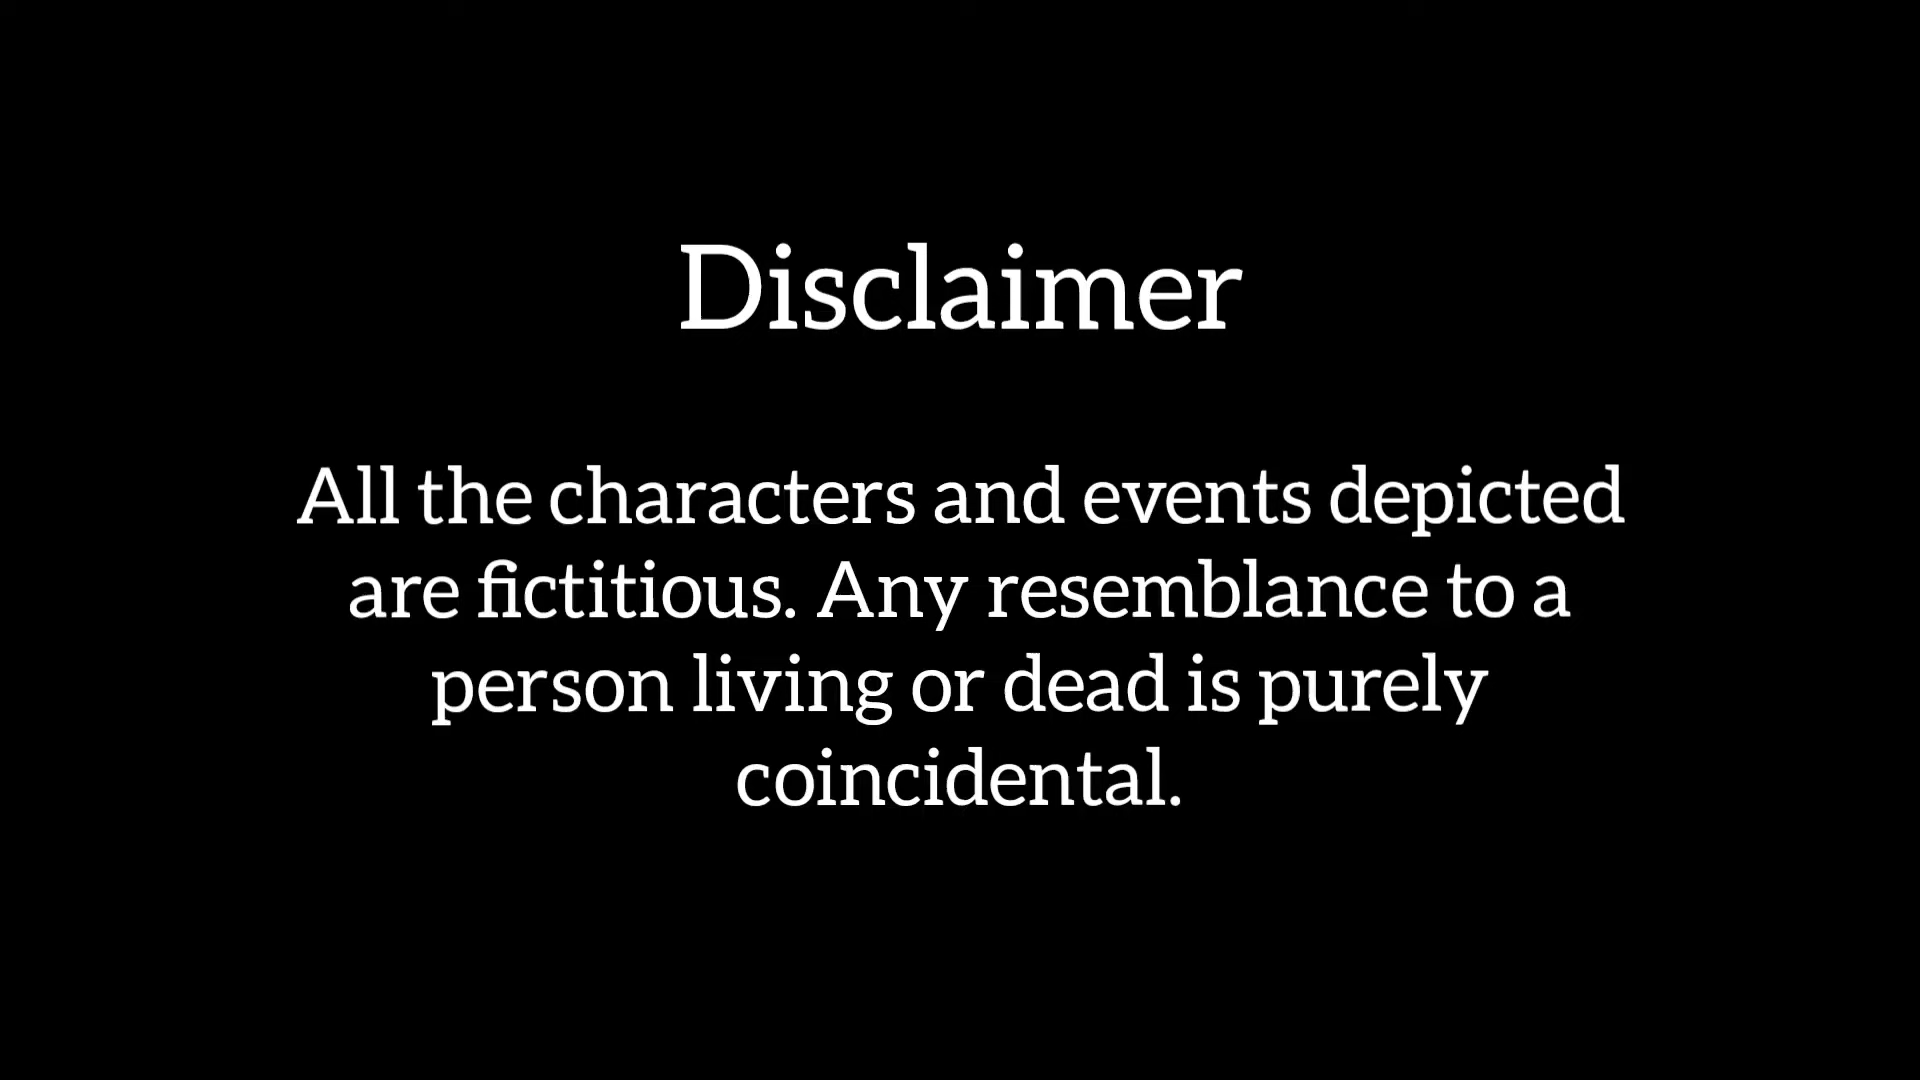 Disclaimer
All the characters and events depicted
are fictitious. Any resemblance to a
person living or dead is purely
coincidental.